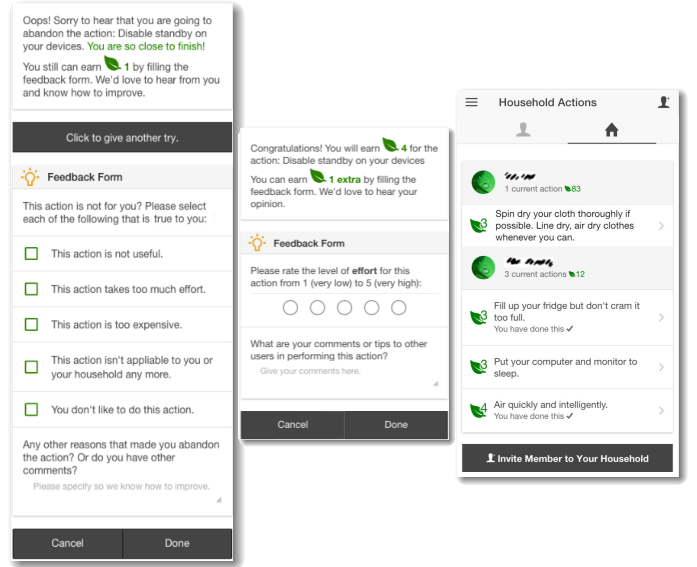 Oops! Sorry to hear that you are going to
abandon the action: Disable standby on
your devices. You are so close to finish!
You still can earn 1 by filling the
feedback form. We'd love to hear from you
and know how to improve.
Click to give another try.
Feedback Form
This action is not for you? Please select
each of the following that is true to you:
This action is not useful.
This action takes too much effort.
This action is too expensive.
This action isn't appliable to you or
your household any more.
You don't like to do this action.
Any other reasons that made you abandon
the action? Or do you have other
comments?
Please specify so we know how to improve.
Cancel Done
Congratulations! You will earn 4 for the
action: Disable standby on your devices
You can earn 1 extra by filling the
feedback form. We'd love to hear your
opinion.
Feedback Form
Please rate the level of effort for this
action from 1 (very low) to 5 (very high):
What are your comments or tips to other
users in performing this action?
Give your comments here.
Cancel Done
Household Actions
1 current action 83
3 Spin dry your cloth thoroughly if
possible. Line dry, air dry clothes
whenever you can.
3 current actions 12
3 Fill up your fridge but don't cram it
too full.
You have done this ✓
3 Put your computer and monitor to
sleep.
4 Air quickly and intelligently.
You have done this ✓
Invite Member to Your Household